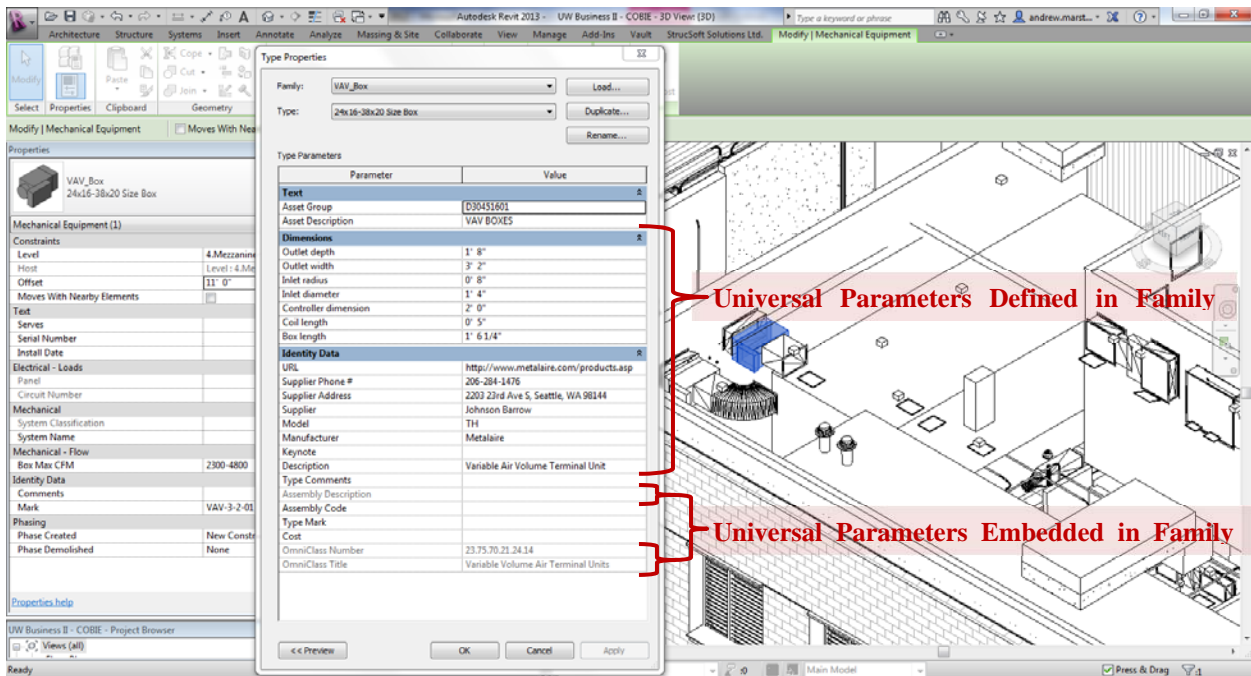 Autodesk Revit 2013 - UW Business II - COBIE - 3D View: {3D}
Type a keyword or phrase
andrew.marst...
Architecture Structure Systems Insert Annotate Analyze Massing & Site Collaborate View Manage Add-Ins Vault StrucSoft Solutions Ltd. Modify | Mechanical Equipment
Modify
Paste
Cope
Cut
Join
Select Properties Clipboard Geometry
Modify | Mechanical Equipment
Moves With Nea
Properties
VAV_Box
24x16-38x20 Size Box
Mechanical Equipment (1)
Constraints
Level 4.Mezzanine
Host Level : 4.Me
Offset 11' 0"
Moves With Nearby Elements
Text
Serves
Serial Number
Install Date
Electrical - Loads
Panel
Circuit Number
Mechanical
System Classification
System Name
Mechanical - Flow
Box Max CFM 2300-4800
Identity Data
Comments
Mark VAV-3-2-01
Phasing
Phase Created New Constr
Phase Demolished None
Properties help
UW Business II - COBIE - Project Browser
Views (all)
Ready
Type Properties
Family: VAV_Box Load...
Type: 24x16-38x20 Size Box Duplicate...
Rename...
Type Parameters
Parameter Value
Text
Asset Group D30451601
Asset Description VAV BOXES
Dimensions
Outlet depth 1' 8"
Outlet width 3' 2"
Inlet radius 0' 8"
Inlet diameter 1' 4"
Controller dimension 2' 0"
Coil length 0' 5"
Box length 1' 6 1/4"
Identity Data
URL http://www.metalaire.com/products.asp
Supplier Phone # 206-284-1476
Supplier Address 2203 23rd Ave S, Seattle, WA 98144
Supplier Johnson Barrow
Model TH
Manufacturer Metalaire
Keynote
Description Variable Air Volume Terminal Unit
Type Comments
Assembly Description
Assembly Code
Type Mark
Cost
OmniClass Number 23.75.70.21.24.14
OmniClass Title Variable Volume Air Terminal Units
<< Preview OK Cancel Apply
Universal Parameters Defined in Family
Universal Parameters Embedded in Family
:0 Main Model Press & Drag :1